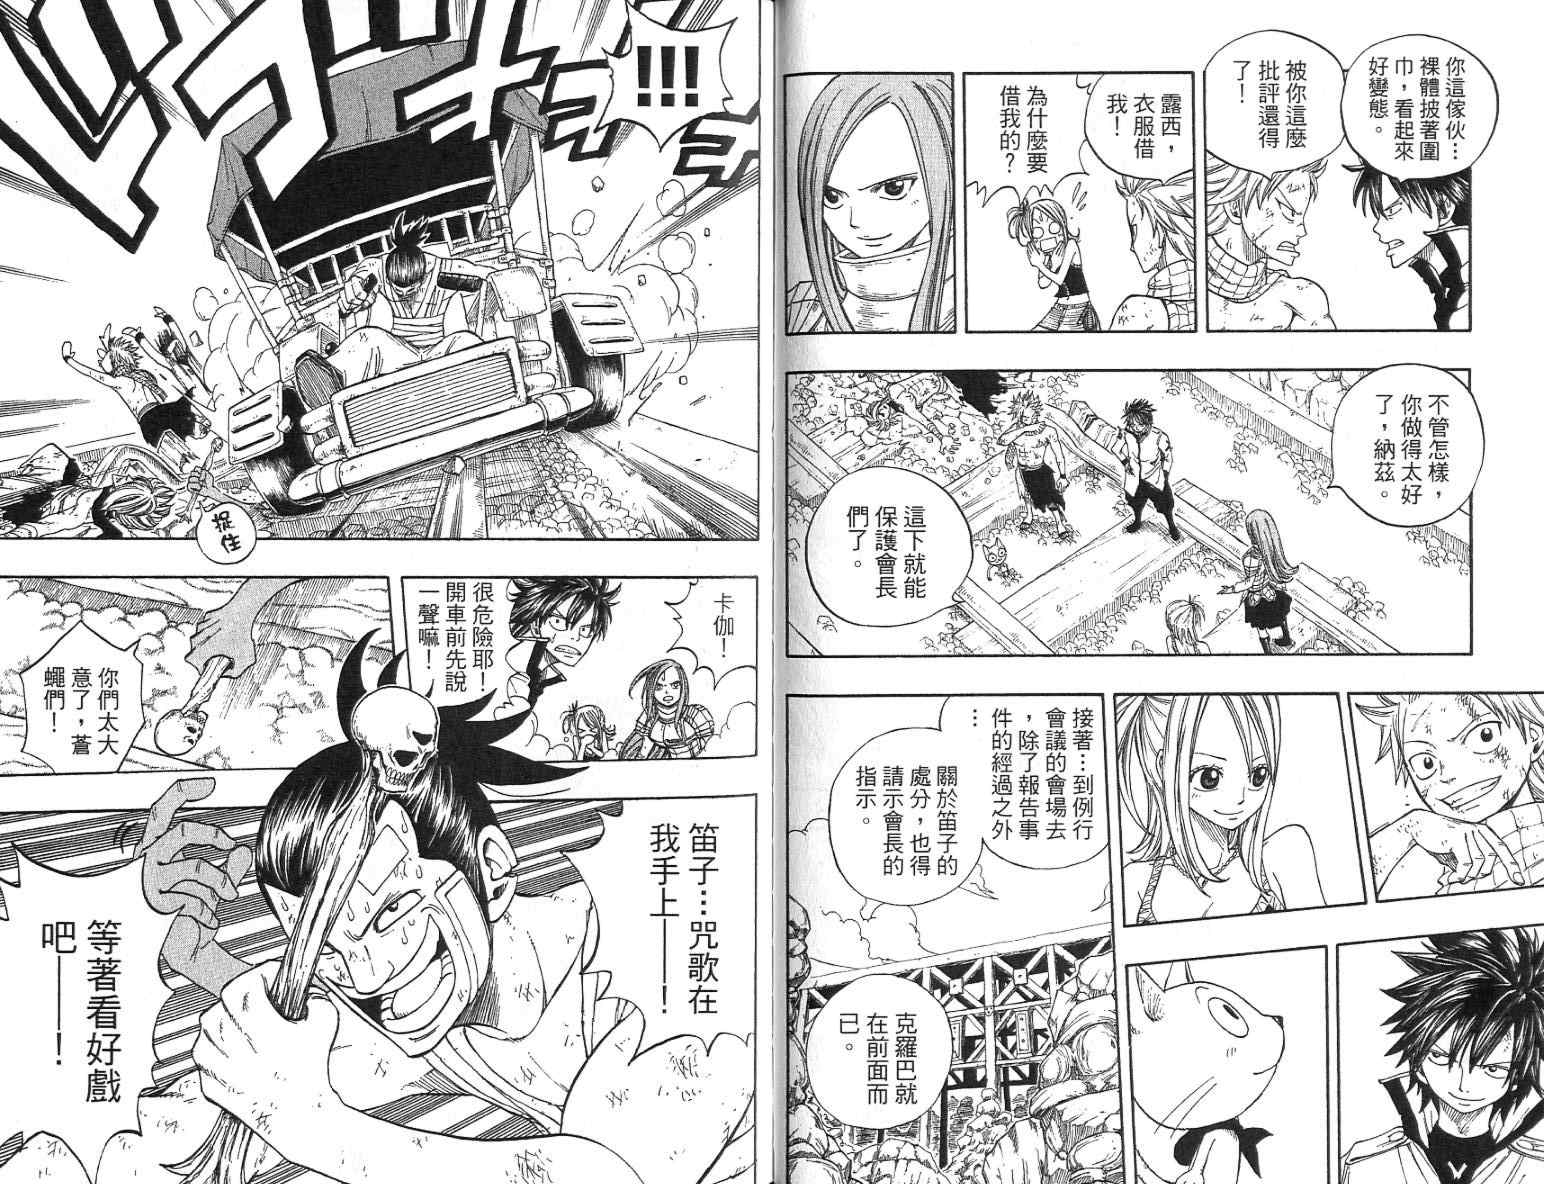 你這傢伙…
裸體披著圍
巾，看起來
好變態。
被你這麼
批評還得
了！
露西，
衣服借
我！
為什麼要
借我的？
不管怎樣，
你做得太好
了，納茲。
這下就能
保護會長
們了。
接著…到例行
會議的會場去
，除了報告事
件的經過之外
…
關於笛子的
處分，也得
請示會長的
指示。
克羅巴就
在前面而
已。
!!!
捉
住
卡伽！
很危險耶！
開車前先說
一聲嘛！
你們太大
意了，蒼
蠅們！
笛子…咒歌在
我手上——！
等著看好戲
吧——！